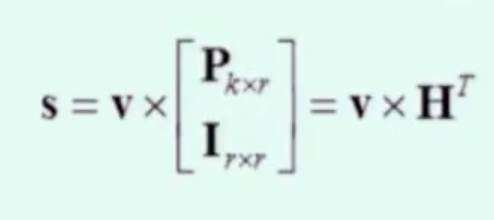 s = v × [ P_{k×r} I_{r×r} ] = v × H^T